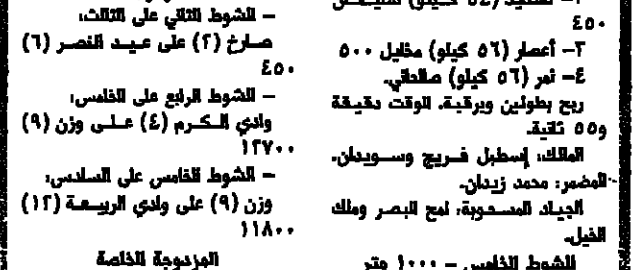 ٤٥٠
٣- أعصار (٥٦ كيلو) مخايل ٥٠٠
٤- نمر (٥٦ كيلو) صالحاني.
ربح بطولين وبرقبة. الوقت دقيقة
و٥٥ ثانية.
المالك: إسطبل فريج وسويدان.
المضمر: محمد زيدان.
الجياد المسحوبة: لمح البصر وملك
الخيل.
الشوط الخامس - ١٠٠٠ متر
- الشوط الثاني على الثالث:
صارخ (٢) على عيد النصر (٦)
٤٥٠
- الشوط الرابع على الخامس:
وادي الكرم (٤) على وزن (٩)
١٢٧٠٠
- الشوط الخامس على السادس:
وزن (٩) على وادي الربيعة (١٢)
١١٨٠٠
المزدوجة الخاصة